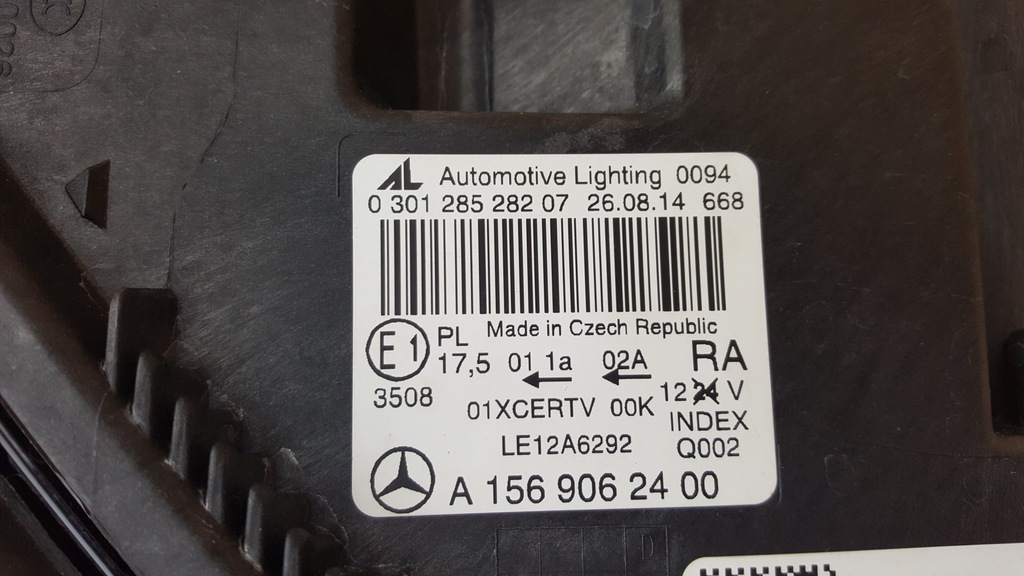 AL Automotive Lighting 0094
0 301 285 282 07 26.08.14 668
Made in Czech Republic
E1 PL RA
17,5 01 1a 02A
3508 12 24 V
01XCERTV 00K INDEX
LE12A6292 Q002
A 156 906 24 00
D